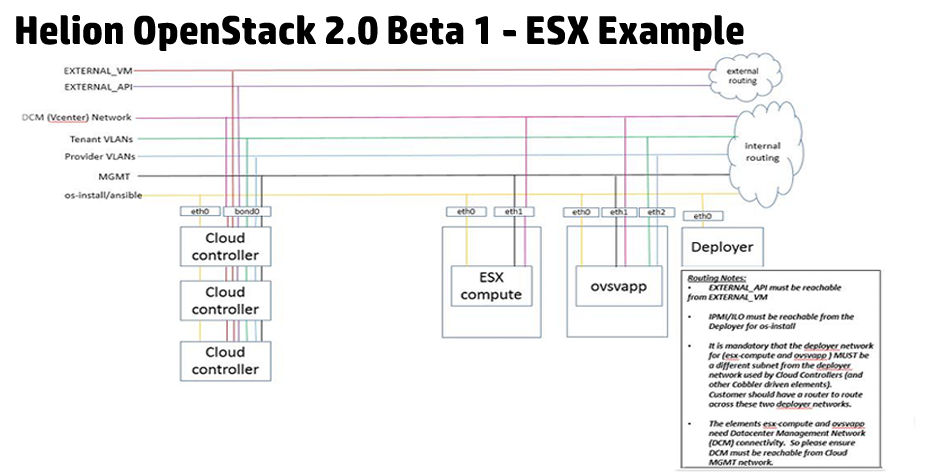 Helion OpenStack 2.0 Beta 1 - ESX Example
EXTERNAL_VM
EXTERNAL_API
external
routing
DCM (Vcenter) Network
Tenant VLANs
Provider VLANs
internal
routing
MGMT
os-install/ansible
eth0 bond0 eth0 eth1 eth0 eth1 eth2 eth0
Cloud
controller
Cloud
controller
Cloud
controller
ESX
compute
ovsvapp
Deployer
Routing Notes:
• EXTERNAL_API must be reachable
from EXTERNAL_VM
• IPMI/ILO must be reachable from the
Deployer for os-install
• It is mandatory that the deployer network
for (esx-compute and ovsvapp ) MUST be
a different subnet from the deployer
network used by Cloud Controllers (and
other Cobbler driven elements).
Customer should have a router to route
across these two deployer networks.
• The elements esx-compute and ovsvapp
need Datacenter Management Network
(DCM) connectivity. So please ensure
DCM must be reachable from Cloud
MGMT network.